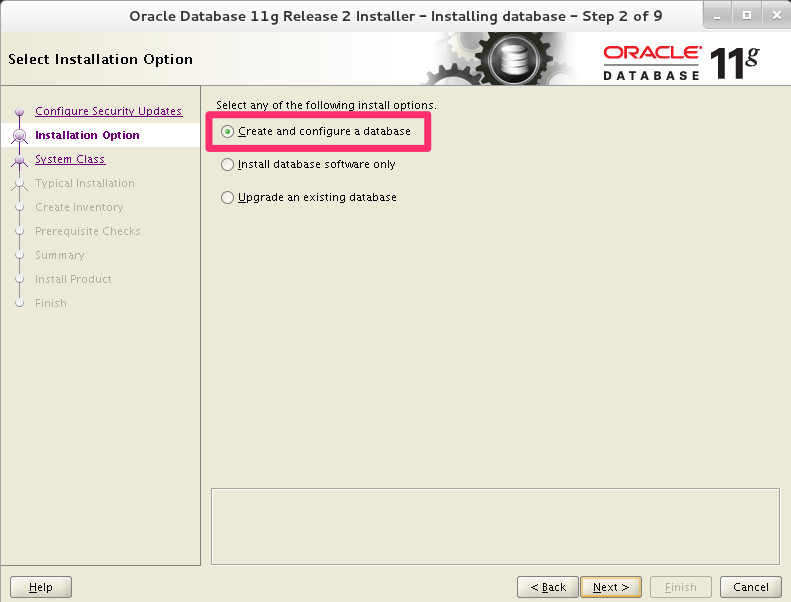 Oracle Database 11g Release 2 Installer - Installing database - Step 2 of 9
Select Installation Option
ORACLE
DATABASE
11g
Configure Security Updates
Installation Option
System Class
Typical Installation
Create Inventory
Prerequisite Checks
Summary
Install Product
Finish
Select any of the following install options.
Create and configure a database
Install database software only
Upgrade an existing database
Help
< Back
Next >
Finish
Cancel